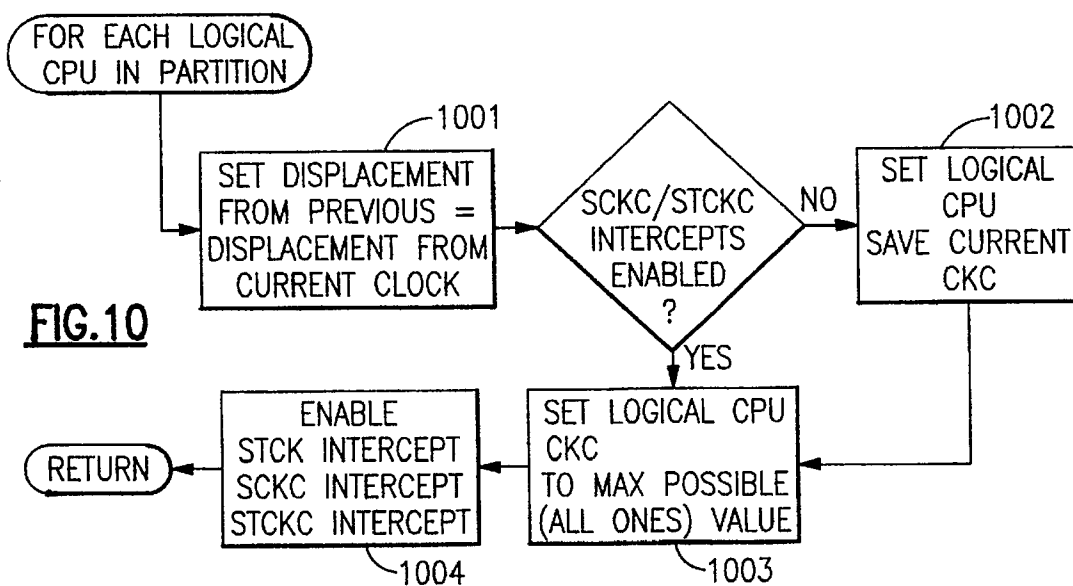 FOR EACH LOGICAL
CPU IN PARTITION
1001
SET DISPLACEMENT
FROM PREVIOUS =
DISPLACEMENT FROM
CURRENT CLOCK
SCKC/STCKC
INTERCEPTS
ENABLED
?
NO
1002
SET LOGICAL
CPU
SAVE CURRENT
CKC
FIG.10
YES
SET LOGICAL CPU
CKC
TO MAX POSSIBLE
(ALL ONES) VALUE
1003
ENABLE
STCK INTERCEPT
SCKC INTERCEPT
STCKC INTERCEPT
1004
RETURN